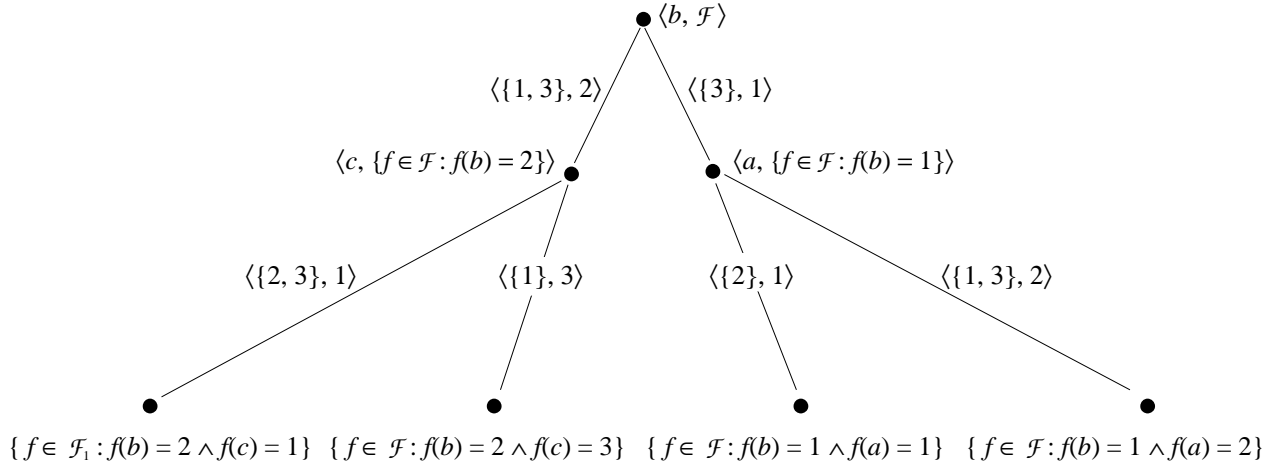 ⟨b, ℱ⟩
⟨{1, 3}, 2⟩ ⟨{3}, 1⟩
⟨c, {f ∈ ℱ : f(b) = 2}⟩ ⟨a, {f ∈ ℱ : f(b) = 1}⟩
⟨{2, 3}, 1⟩ ⟨{1}, 3⟩ ⟨{2}, 1⟩ ⟨{1, 3}, 2⟩
{ f ∈ ℱ₁ : f(b) = 2 ∧ f(c) = 1} { f ∈ ℱ : f(b) = 2 ∧ f(c) = 3} { f ∈ ℱ : f(b) = 1 ∧ f(a) = 1} { f ∈ ℱ : f(b) = 1 ∧ f(a) = 2}